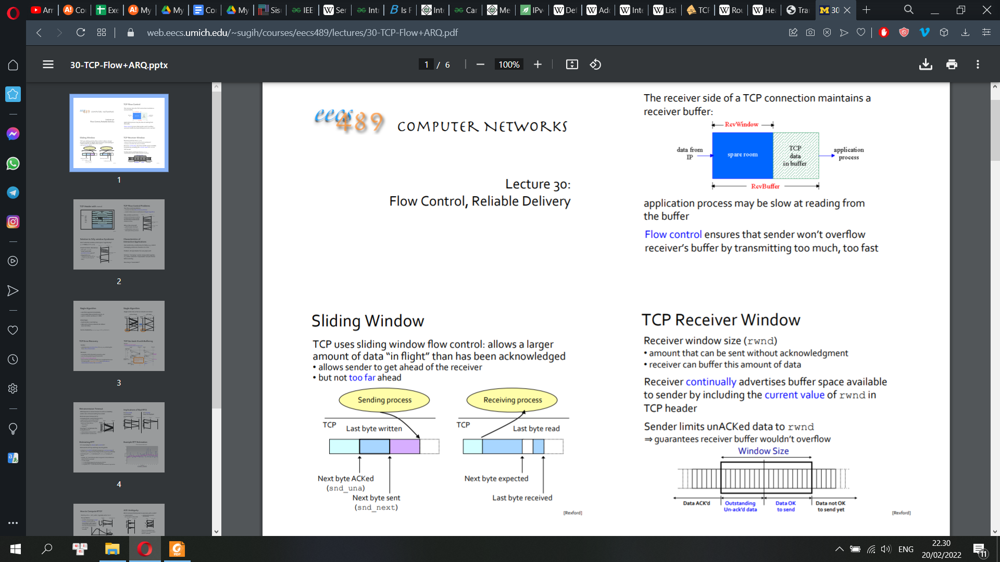 Arr
Cou
Exe
My
My
Cor
My
Sis
IEE
Ser
Intr
Is F
Inte
Car
Me
IPv
Def
Add
Inte
List
TCP
Rou
Hea
Tra
30
web.eecs.umich.edu/~sugih/courses/eecs489/lectures/30-TCP-Flow+ARQ.pdf
30-TCP-Flow+ARQ.pptx
1 / 6
100%
1
2
3
4
eecs
489
COMPUTER NETWORKS
Lecture 30:
Flow Control, Reliable Delivery
The receiver side of a TCP connection maintains a
receiver buffer:
RevWindow
data from
IP
spare room
TCP
data
in buffer
application
process
RevBuffer
application process may be slow at reading from
the buffer
Flow control ensures that sender won't overflow
receiver's buffer by transmitting too much, too fast
Sliding Window
TCP uses sliding window flow control: allows a larger
amount of data "in flight" than has been acknowledged
• allows sender to get ahead of the receiver
• but not too far ahead
Sending process
TCP
Last byte written
Next byte ACKed
(snd_una)
Next byte sent
(snd_next)
Receiving process
TCP
Last byte read
Next byte expected
Last byte received
[Rexford]
TCP Receiver Window
Receiver window size (rwnd)
• amount that can be sent without acknowledgment
• receiver can buffer this amount of data
Receiver continually advertises buffer space available
to sender by including the current value of rwnd in
TCP header
Sender limits unACKed data to rwnd
⇒ guarantees receiver buffer wouldn't overflow
Window Size
Data ACK'd
Outstanding
Un-ack'd data
Data OK
to send
Data not OK
to send yet
[Rexford]
ENG
22.30
20/02/2022
11